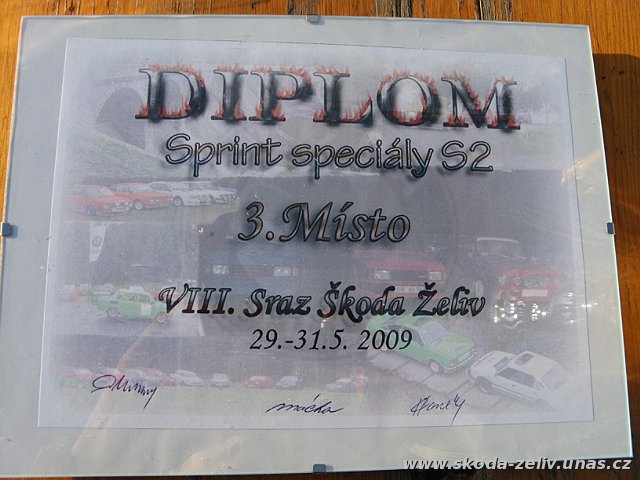 DIPLOM
Sprint speciály S2
3. Místo
VIII. Sraz Škoda Želiv
29.-31.5. 2009
www.skoda-zeliv.unas.cz